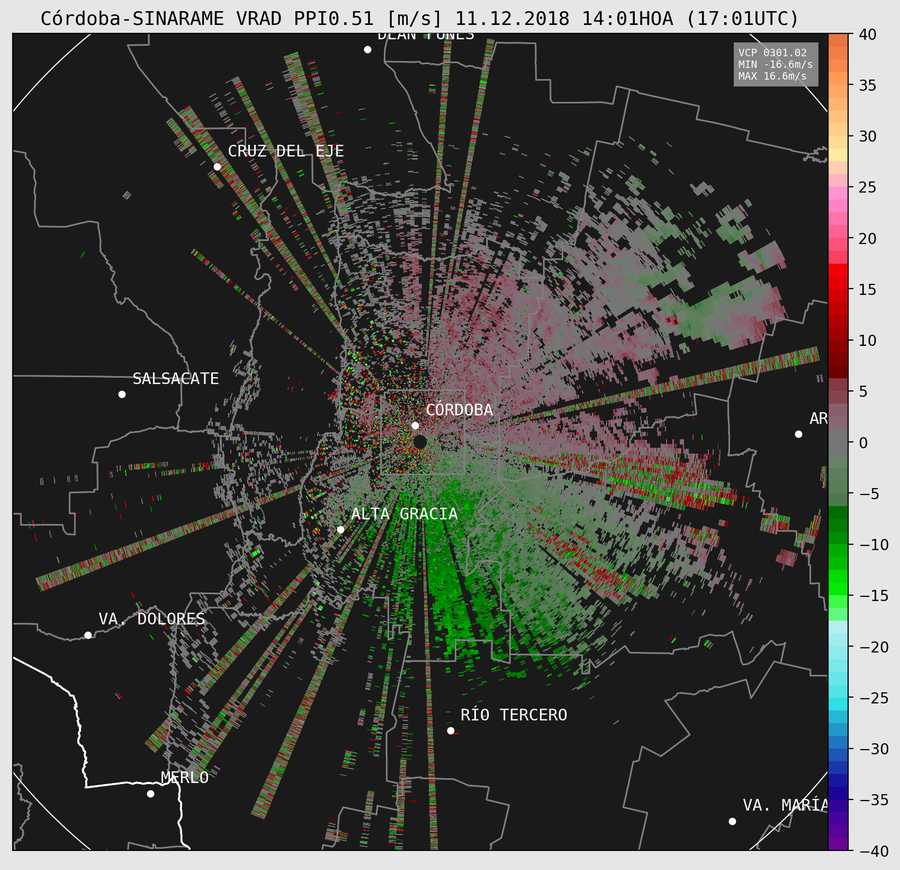 Córdoba-SINARAME VRAD PPI0.51 [m/s] 11.12.2018 14:01HOA (17:01UTC)
DEAN FUNES
VCP 0301.02
MIN -16.6m/s
MAX 16.6m/s
CRUZ DEL EJE
SALSACATE
CÓRDOBA
AR
ALTA GRACIA
VA. DOLORES
RÍO TERCERO
MERLO
VA. MARÍA
40
35
30
25
20
15
10
5
0
−5
−10
−15
−20
−25
−30
−35
−40